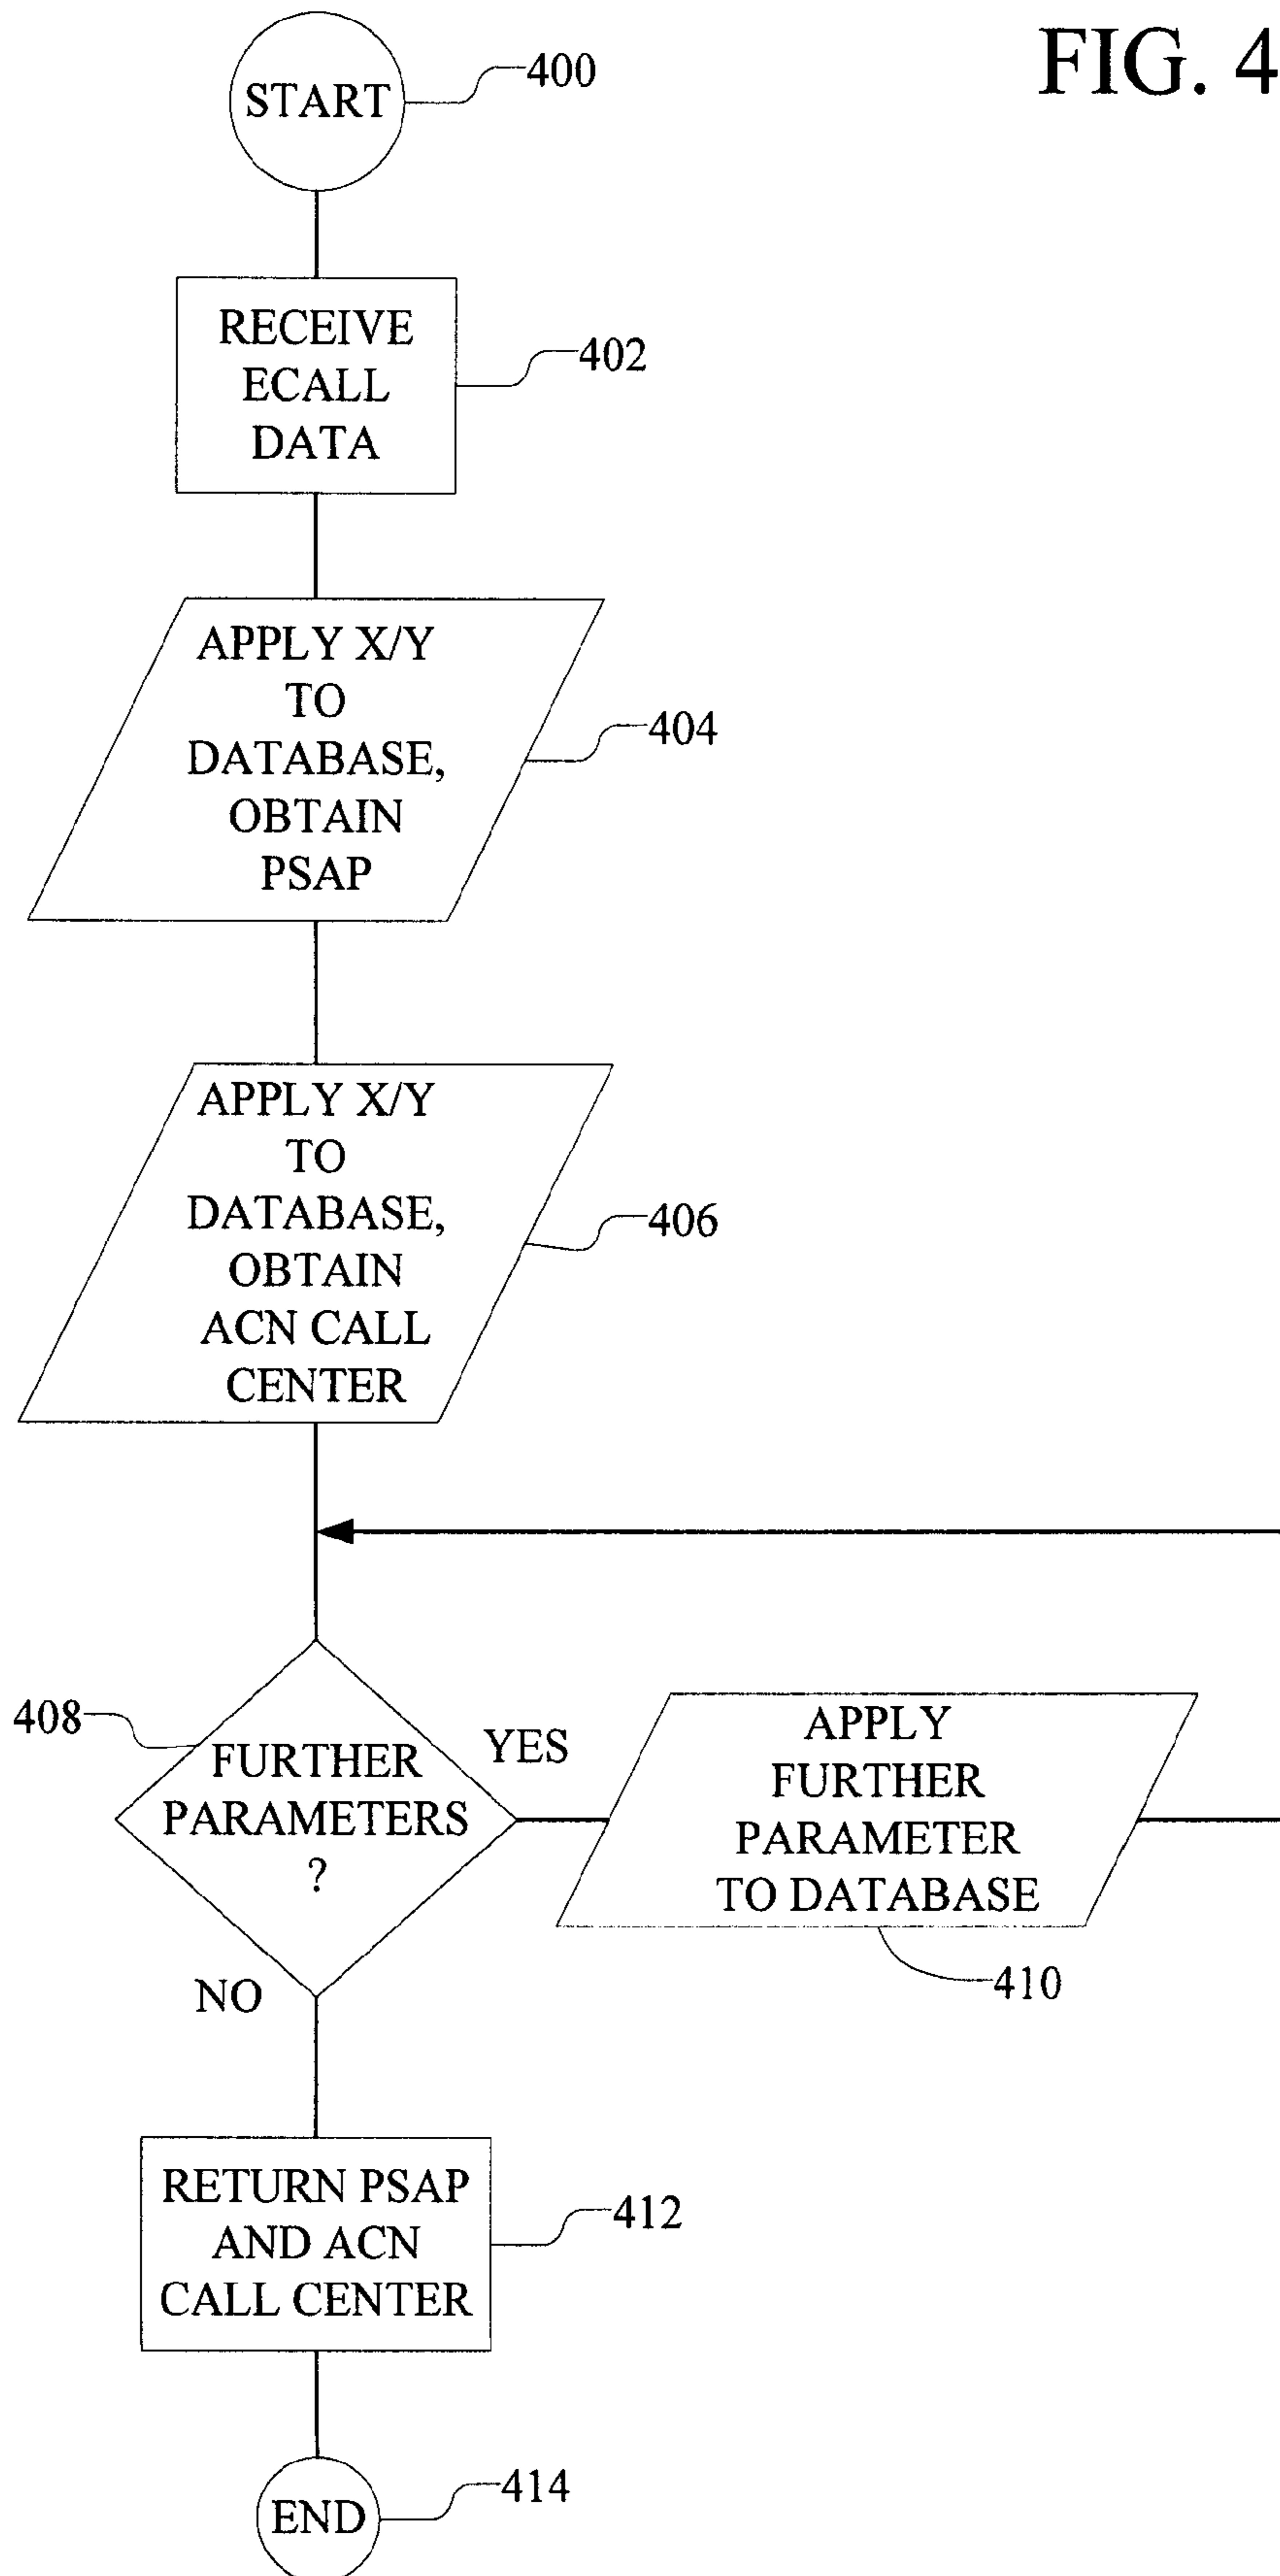 FIG. 4
START
400
RECEIVE
ECALL
DATA
402
APPLY X/Y
TO
DATABASE,
OBTAIN
PSAP
404
APPLY X/Y
TO
DATABASE,
OBTAIN
ACN CALL
CENTER
406
408
FURTHER
PARAMETERS
?
YES
APPLY
FURTHER
PARAMETER
TO DATABASE
410
NO
RETURN PSAP
AND ACN
CALL CENTER
412
END
414